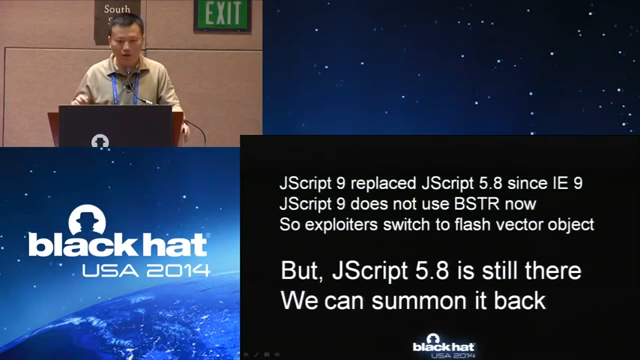 South
EXIT
JScript 9 replaced JScript 5.8 since IE 9
JScript 9 does not use BSTR now
So exploiters switch to flash vector object
But, JScript 5.8 is still there
We can summon it back
black hat
USA 2014
black hat
USA 2014